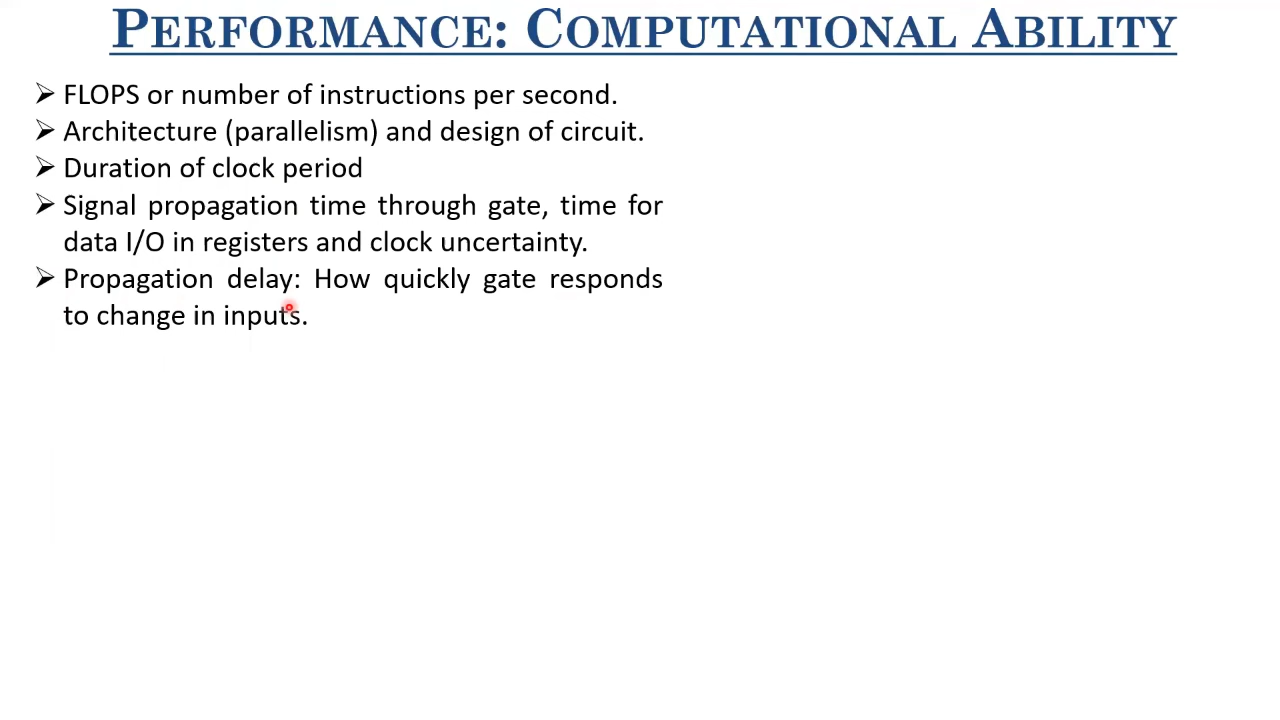 PERFORMANCE: COMPUTATIONAL ABILITY
➢ FLOPS or number of instructions per second.
➢ Architecture (parallelism) and design of circuit.
➢ Duration of clock period
➢ Signal propagation time through gate, time for
data I/O in registers and clock uncertainty.
➢ Propagation delay: How quickly gate responds
to change in inputs.